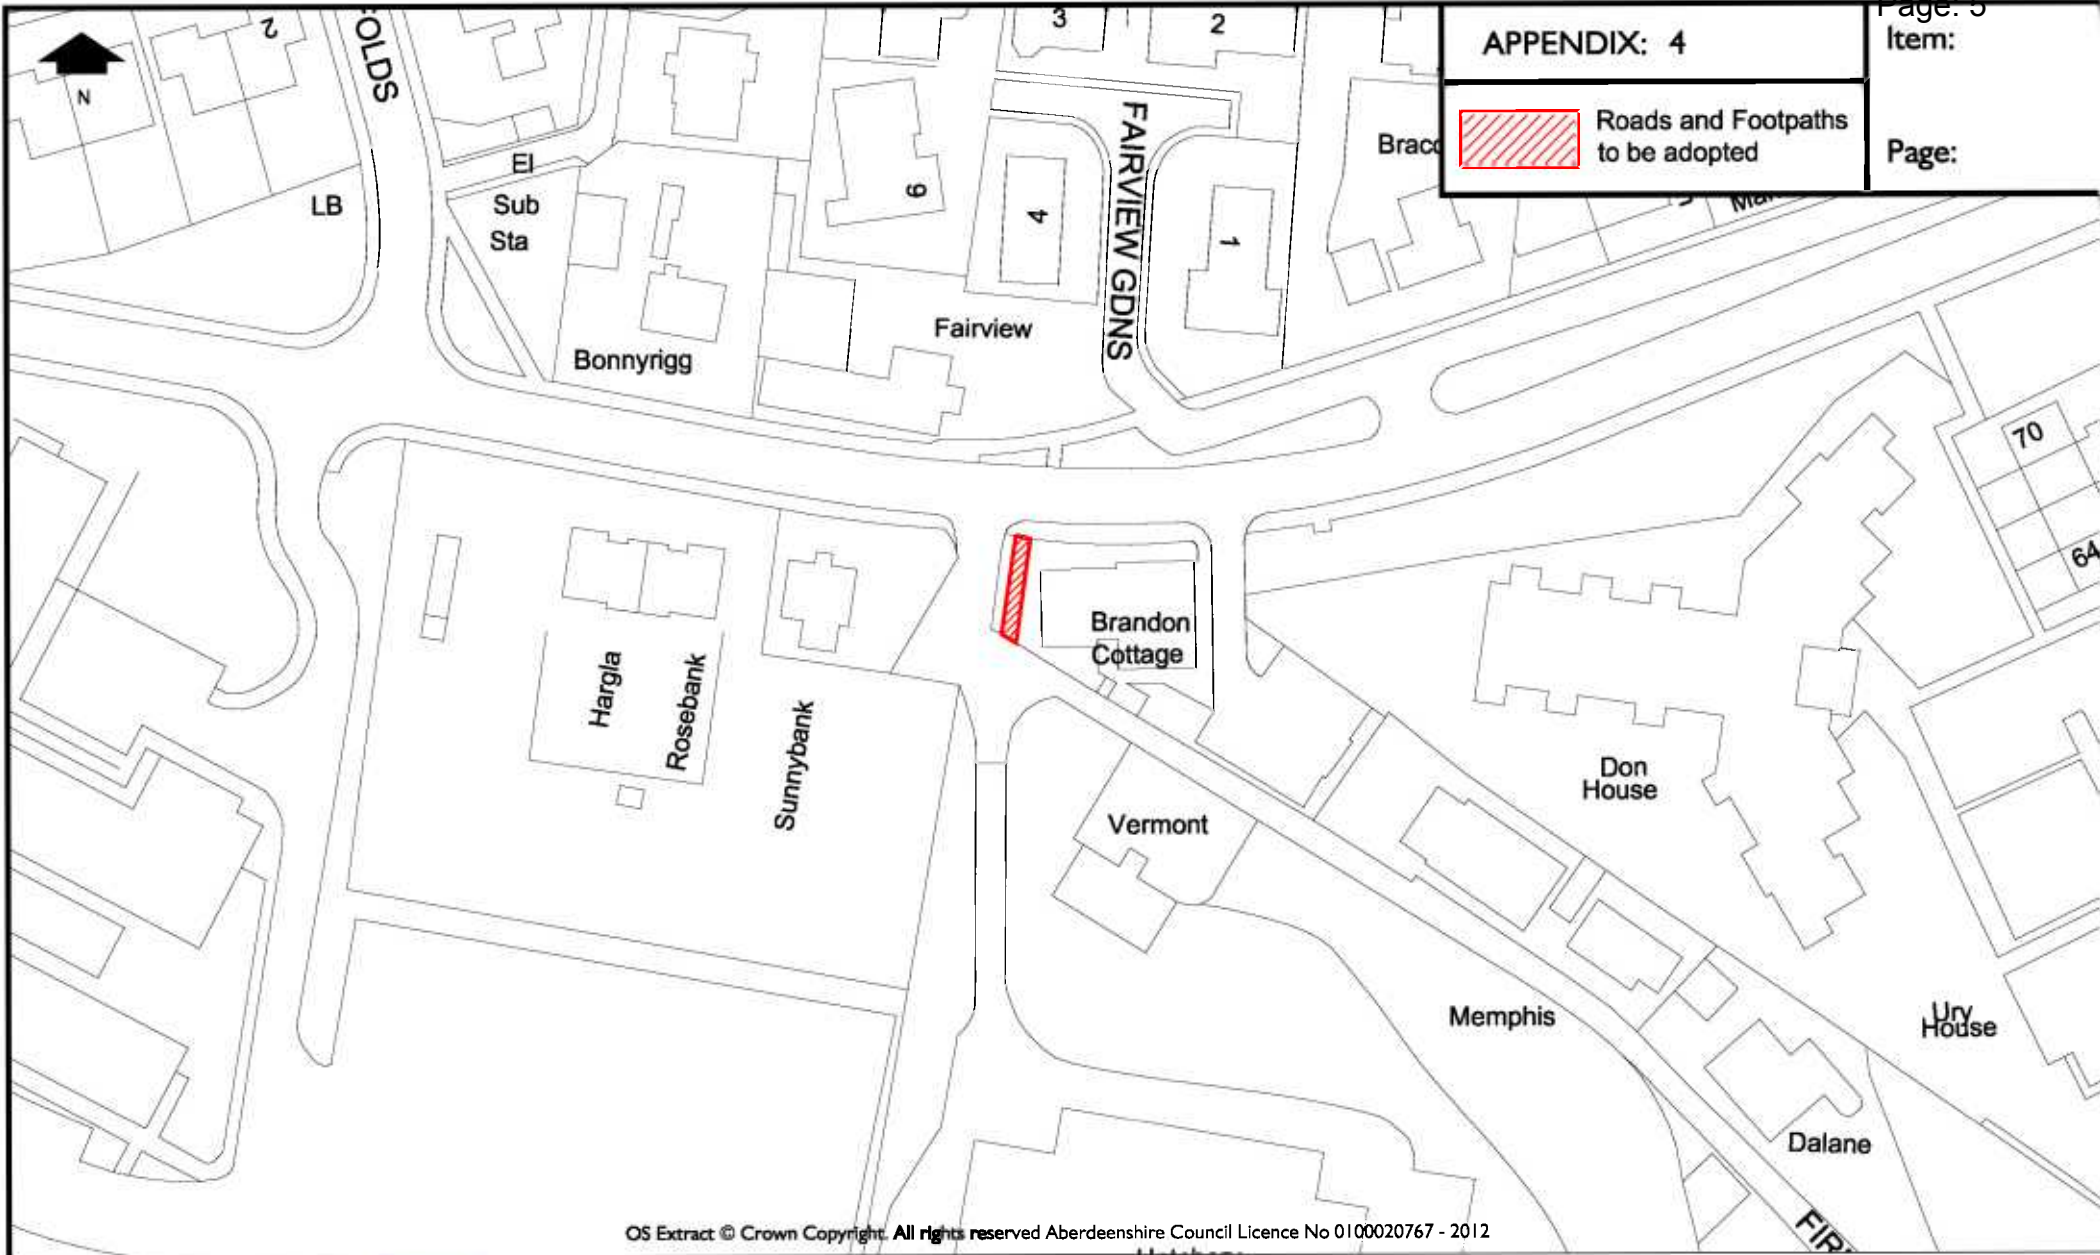 Page: 5
APPENDIX: 4
Item:
Roads and Footpaths
to be adopted
Page:
N
2
3
2
FAIRVIEW GDNS
LB
El
Sub
Sta
6
4
1
Bonnyrigg
Fairview
70
64
Hargla
Rosebank
Sunnybank
Brandon
Cottage
Vermont
Don
House
Memphis
Ury
House
Dalane
OS Extract © Crown Copyright. All rights reserved Aberdeenshire Council Licence No 0100020767 - 2012